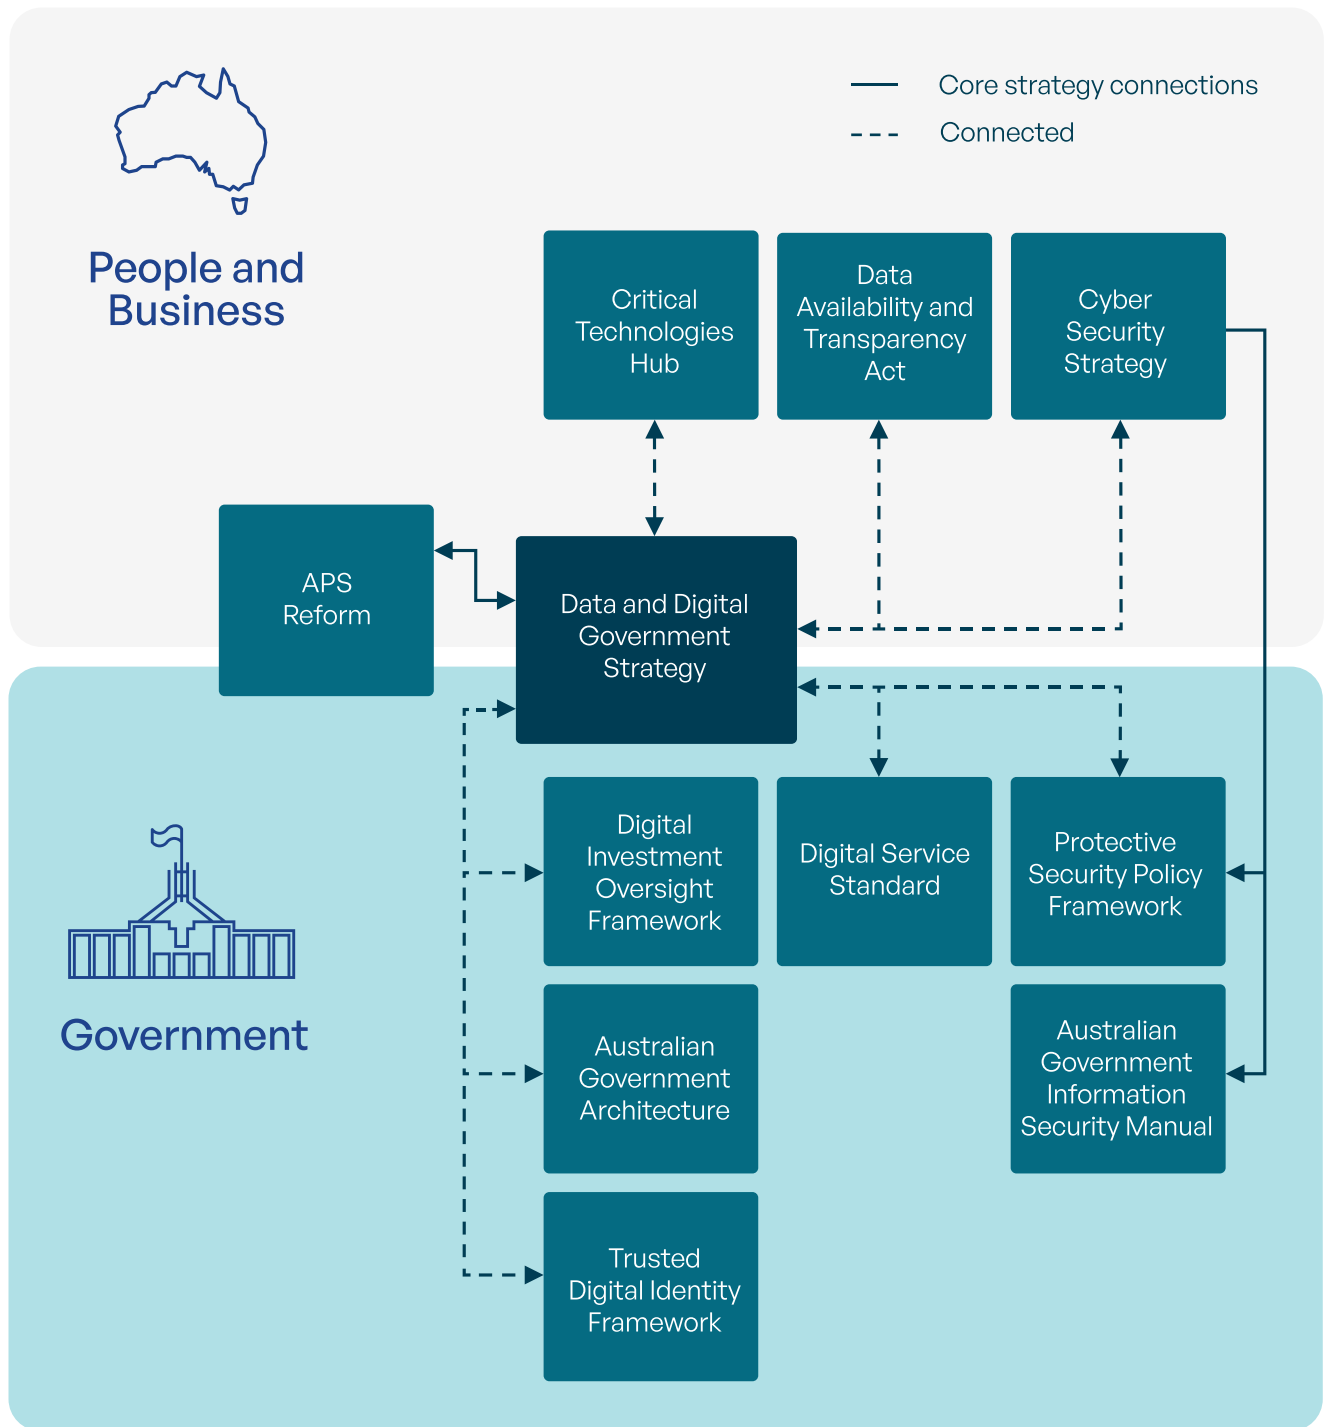 Core strategy connections
Connected
People and
Business
Critical
Technologies
Hub
Data
Availability and
Transparency
Act
Cyber
Security
Strategy
APS
Reform
Data and Digital
Government
Strategy
Digital
Investment
Oversight
Framework
Digital Service
Standard
Protective
Security Policy
Framework
Government
Australian
Government
Architecture
Australian
Government
Information
Security Manual
Trusted
Digital Identity
Framework